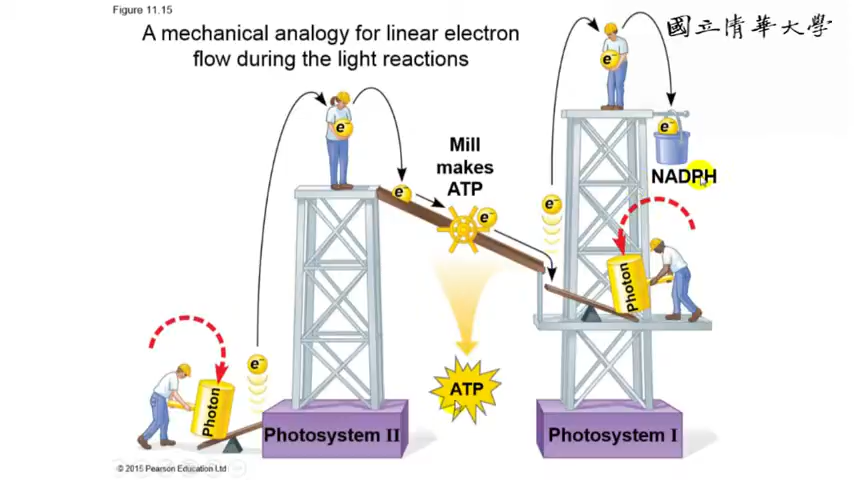 Figure 11.15
A mechanical analogy for linear electron
flow during the light reactions
國立清華大學
e⁻
e⁻
Mill
makes
ATP
e⁻
NADPH
e⁻
e⁻
e⁻
Photon
e⁻
ATP
Photon
Photosystem II
Photosystem I
© 2015 Pearson Education Ltd